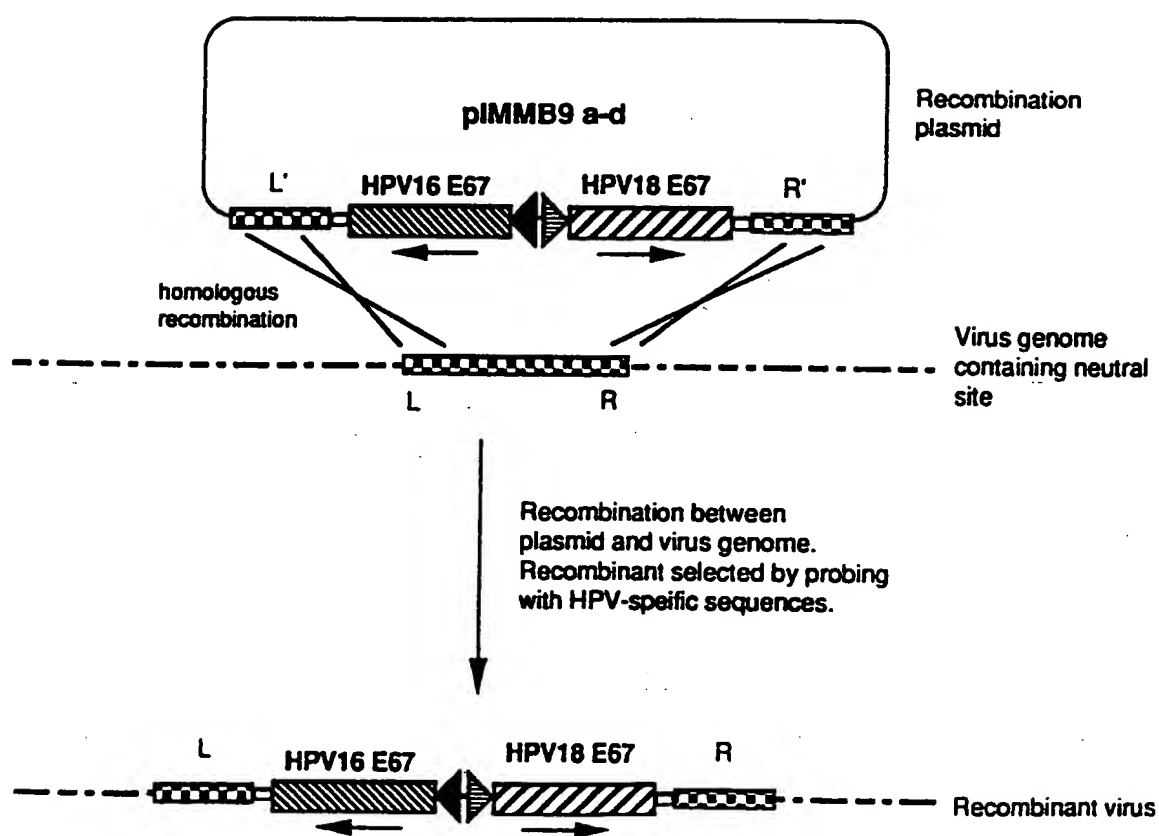 pIMMB9 a-d
Recombination
plasmid
L'
HPV16 E67
HPV18 E67
R'
homologous
recombination
Virus genome
containing neutral
site
L
R
Recombination between
plasmid and virus genome.
Recombinant selected by probing
with HPV-speific sequences.
L
HPV16 E67
HPV18 E67
R
Recombinant virus